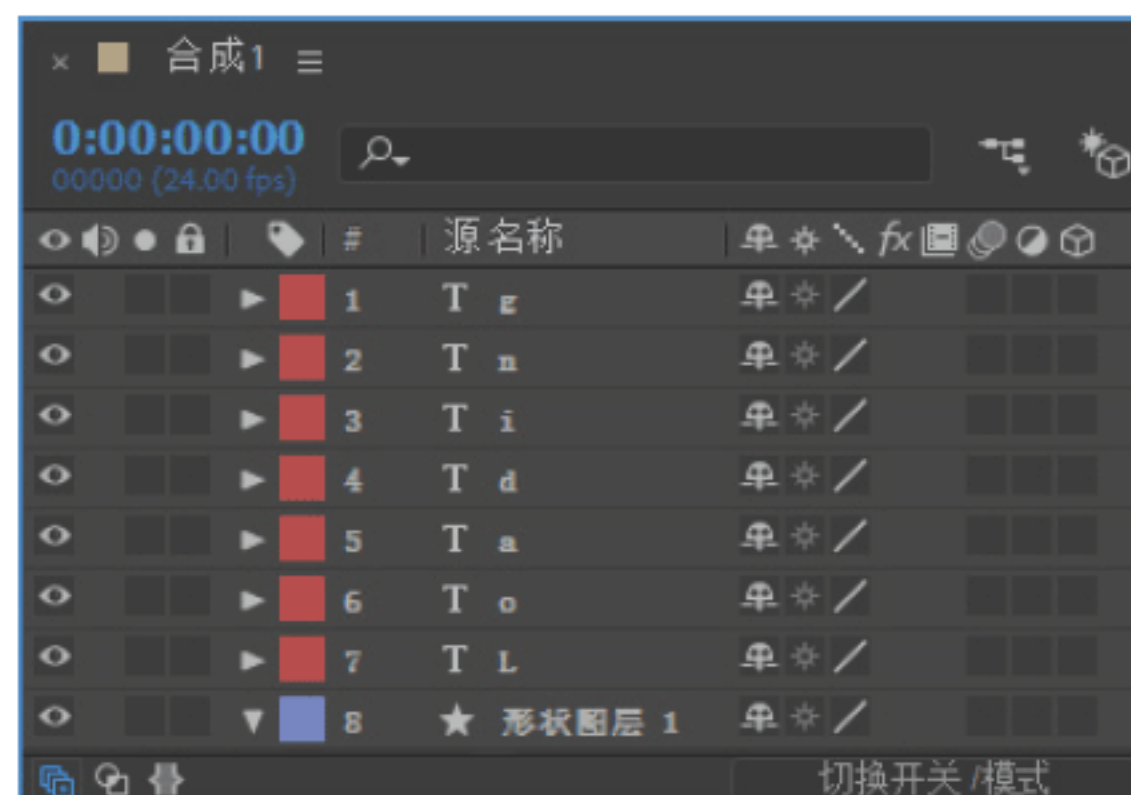 × 合成1 ≡
0:00:00:00
00000 (24.00 fps)
# 源名称 fx
1 T g
2 T n
3 T i
4 T d
5 T a
6 T o
7 T L
8 ★ 形状图层 1
切换开关/模式